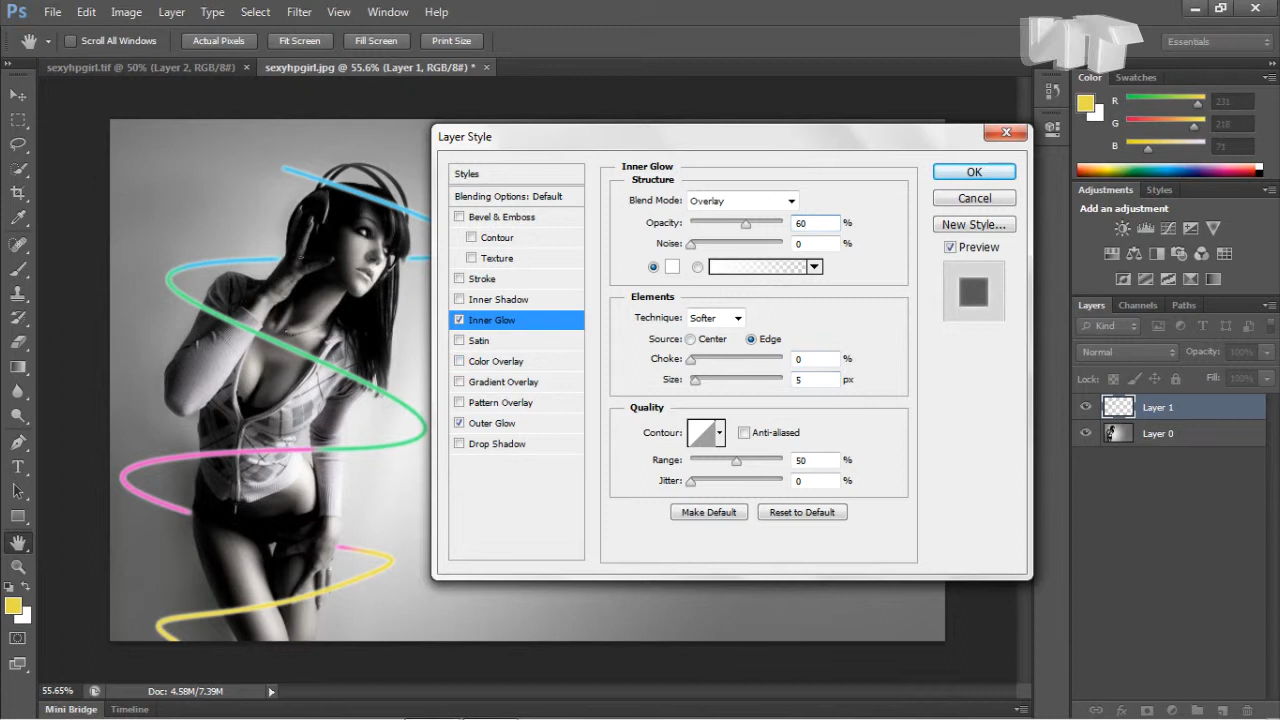 Ps File Edit Image Layer Type Select Filter View Window Help
Scroll All Windows Actual Pixels Fit Screen Fill Screen Print Size Essentials
sexyhpgirl.tif @ 50% (Layer 2, RGB/8#) × sexyhpgirl.jpg @ 55.6% (Layer 1, RGB/8#) * ×
Color Swatches
R 231
G 218
B 71
Adjustments Styles
Add an adjustment
Layers Channels Paths
Kind
Normal Opacity: 100%
Lock: Fill: 100%
Layer 1
Layer 0
Layer Style
Styles
Blending Options: Default
Bevel & Emboss
Contour
Texture
Stroke
Inner Shadow
Inner Glow
Satin
Color Overlay
Gradient Overlay
Pattern Overlay
Outer Glow
Drop Shadow
Inner Glow
Structure
Blend Mode: Overlay
Opacity: 60 %
Noise: 0 %
Elements
Technique: Softer
Source: Center Edge
Choke: 0 %
Size: 5 px
Quality
Contour: Anti-aliased
Range: 50 %
Jitter: 0 %
Make Default Reset to Default
OK
Cancel
New Style...
Preview
55.65% Doc: 4.58M/7.39M
Mini Bridge Timeline